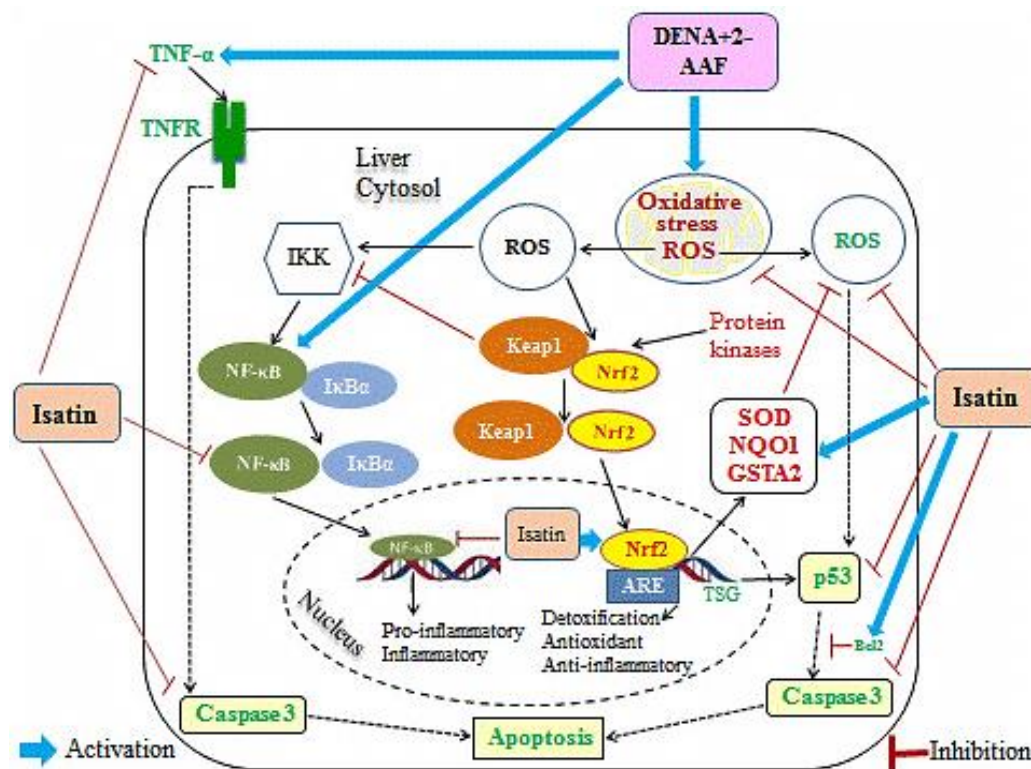 DENA+2-
AAF
TNF-α
TNFR
Liver
Cytosol
Oxidative
stress
ROS
ROS
ROS
IKK
Protein
kinases
Keap1
Nrf2
NF-κB
IκBα
Isatin
Isatin
SOD
NQO1
GSTA2
Keap1
Nrf2
NF-κB
IκBα
NF-κB
Isatin
Nrf2
ARE
TSG
p53
Nucleus
Pro-inflammatory
Inflammatory
Detoxification
Antioxidant
Anti-inflammatory
Bcl2
Caspase3
Caspase3
Apoptosis
Activation
Inhibition